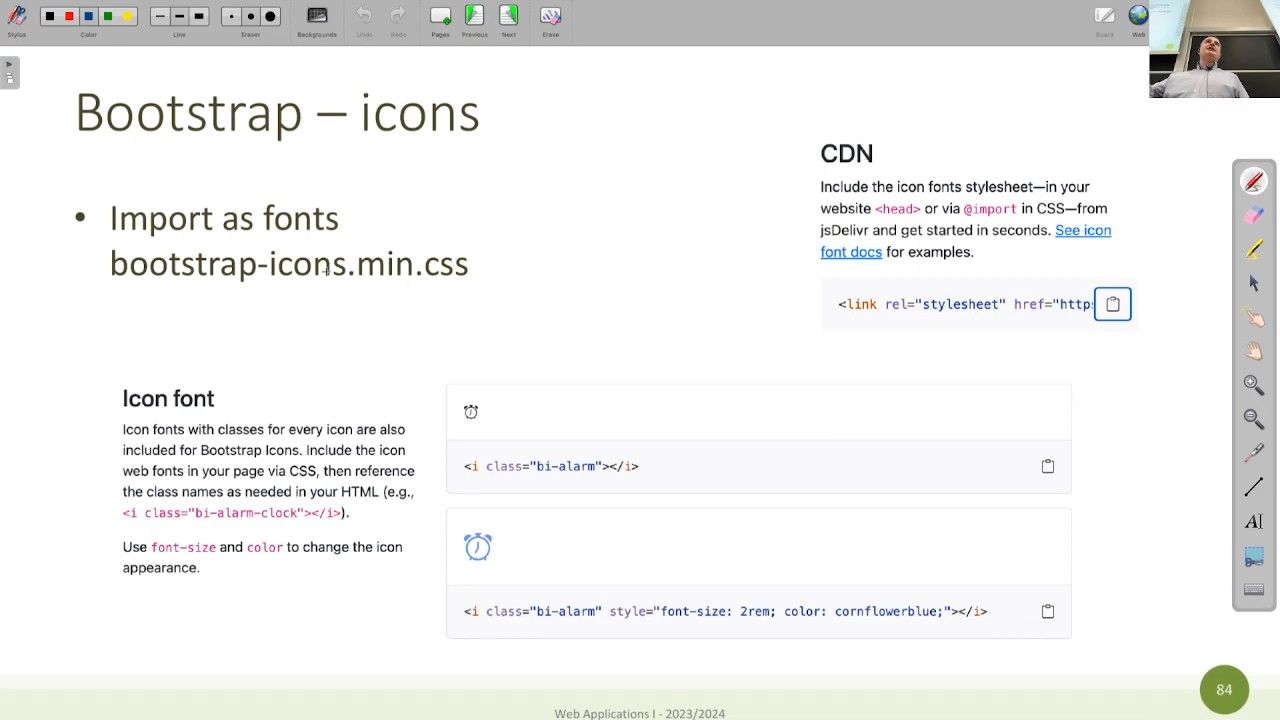 Stylus
Color
Line
Eraser
Backgrounds
Undo
Redo
Pages
Previous
Next
Erase
Board
Web
Bootstrap – icons
• Import as fonts
bootstrap-icons.min.css
CDN
Include the icon fonts stylesheet—in your
website <head> or via @import in CSS—from
jsDelivr and get started in seconds. See icon
font docs for examples.
<link rel="stylesheet" href="http
Icon font
Icon fonts with classes for every icon are also
included for Bootstrap Icons. Include the icon
web fonts in your page via CSS, then reference
the class names as needed in your HTML (e.g.,
<i class="bi-alarm-clock"></i>).
Use font-size and color to change the icon
appearance.
<i class="bi-alarm"></i>
<i class="bi-alarm" style="font-size: 2rem; color: cornflowerblue;"></i>
84
Web Applications I - 2023/2024